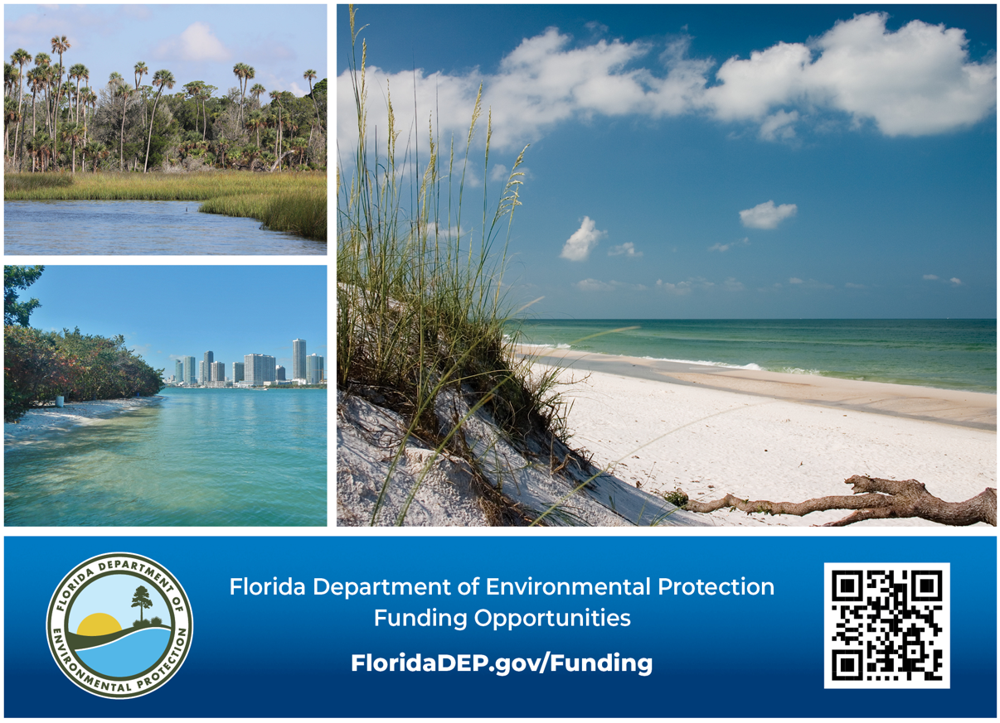 FLORIDA DEPARTMENT OF
ENVIRONMENTAL PROTECTION
Florida Department of Environmental Protection
Funding Opportunities
FloridaDEP.gov/Funding